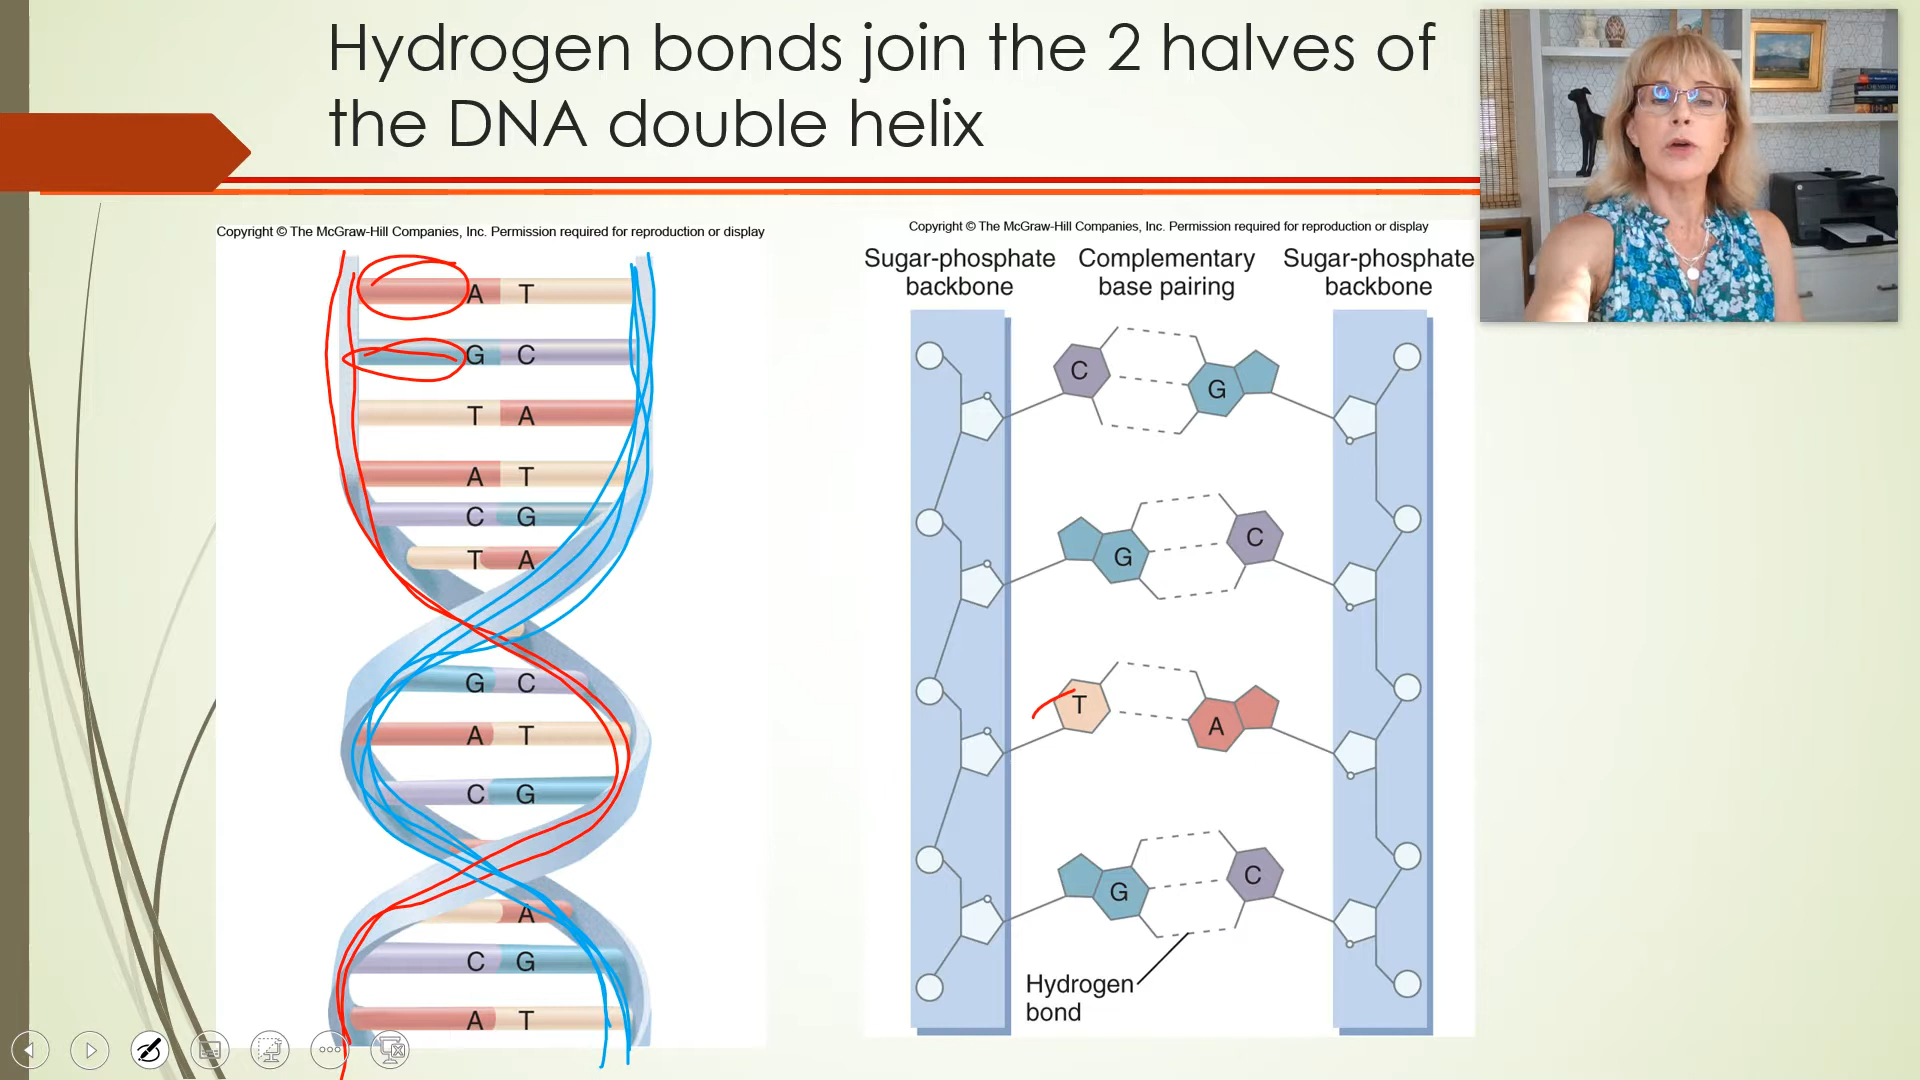 Hydrogen bonds join the 2 halves of
the DNA double helix
Copyright © The McGraw-Hill Companies, Inc. Permission required for reproduction or display
A T
G C
T A
A T
C G
T A
G C
A T
C G
A
C G
A T
Copyright © The McGraw-Hill Companies, Inc. Permission required for reproduction or display
Sugar-phosphate
backbone
Complementary
base pairing
Sugar-phosphate
backbone
C G
G C
T A
G C
Hydrogen
bond